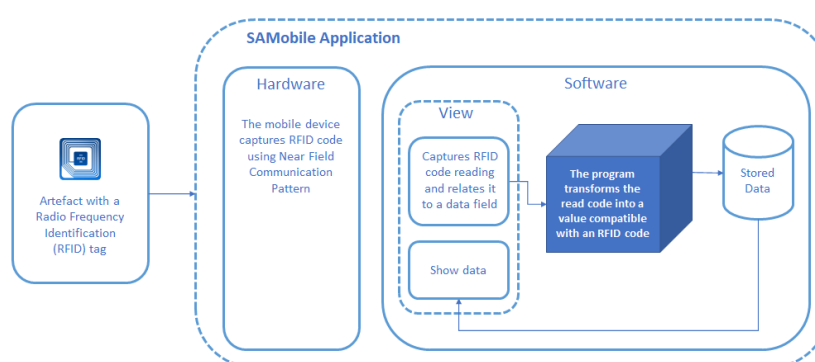 SAMobile Application
Hardware
The mobile device
captures RFID code
using Near Field
Communication
Pattern
Software
View
Captures RFID
code reading
and relates it
to a data field
Show data
The program
transforms the
read code into a
value compatible
with an RFID code
Stored
Data
Artefact with a
Radio Frequency
Identification
(RFID) tag